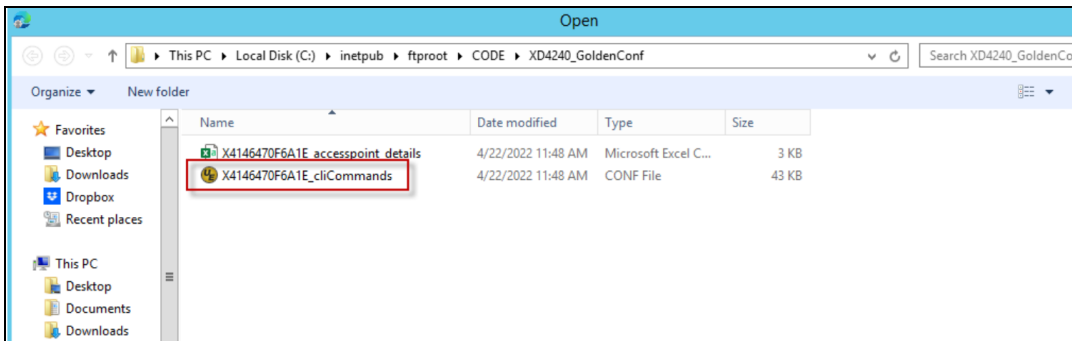 Open
This PC Local Disk (C:) inetpub ftproot CODE XD4240_GoldenConf
Search XD4240_GoldenCo
Organize New folder
Name Date modified Type Size
Favorites
Desktop
Downloads
Dropbox
Recent places
This PC
Desktop
Documents
Downloads
X4146470F6A1E_accesspoint_details 4/22/2022 11:48 AM Microsoft Excel C... 3 KB
X4146470F6A1E_cliCommands 4/22/2022 11:48 AM CONF File 43 KB